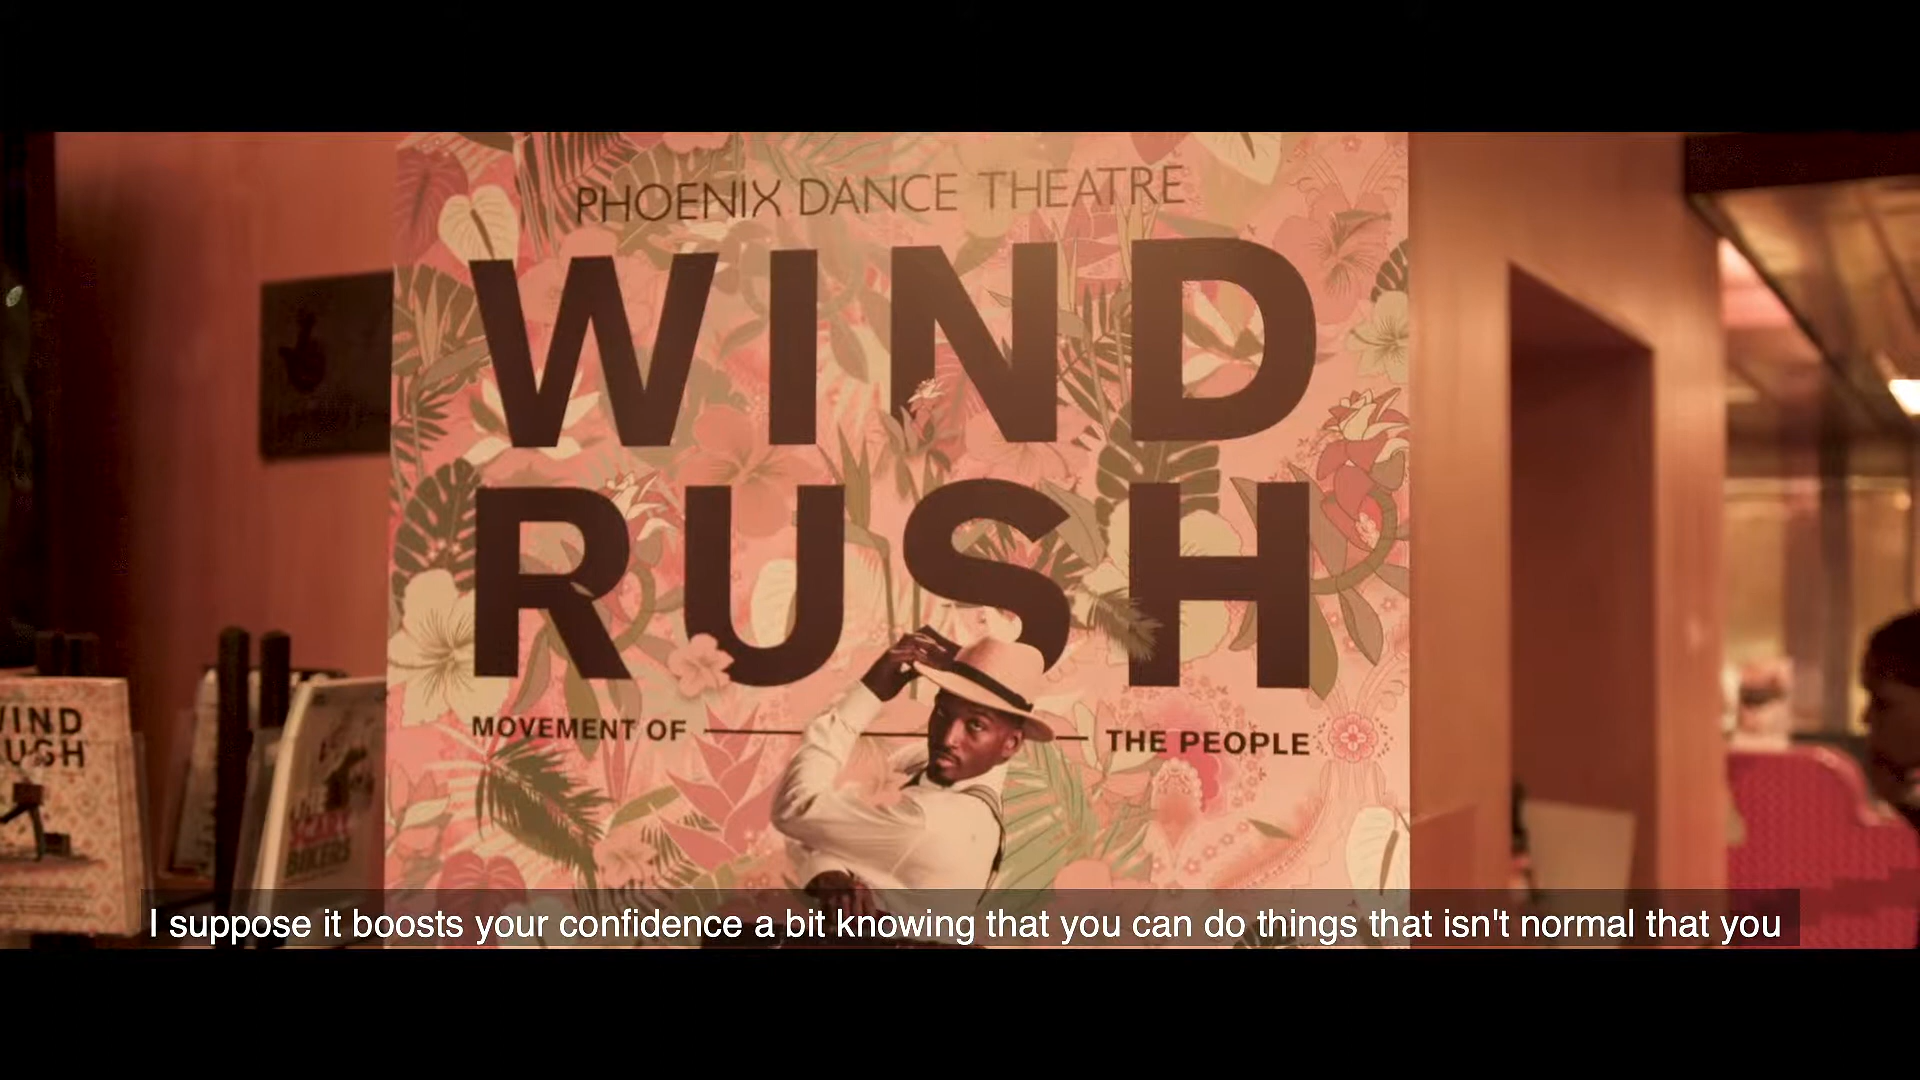 PHOENIX DANCE THEATRE
WIND
RUSH
MOVEMENT OF
THE PEOPLE
WIND
BIKERS
I suppose it boosts your confidence a bit knowing that you can do things that isn't normal that you